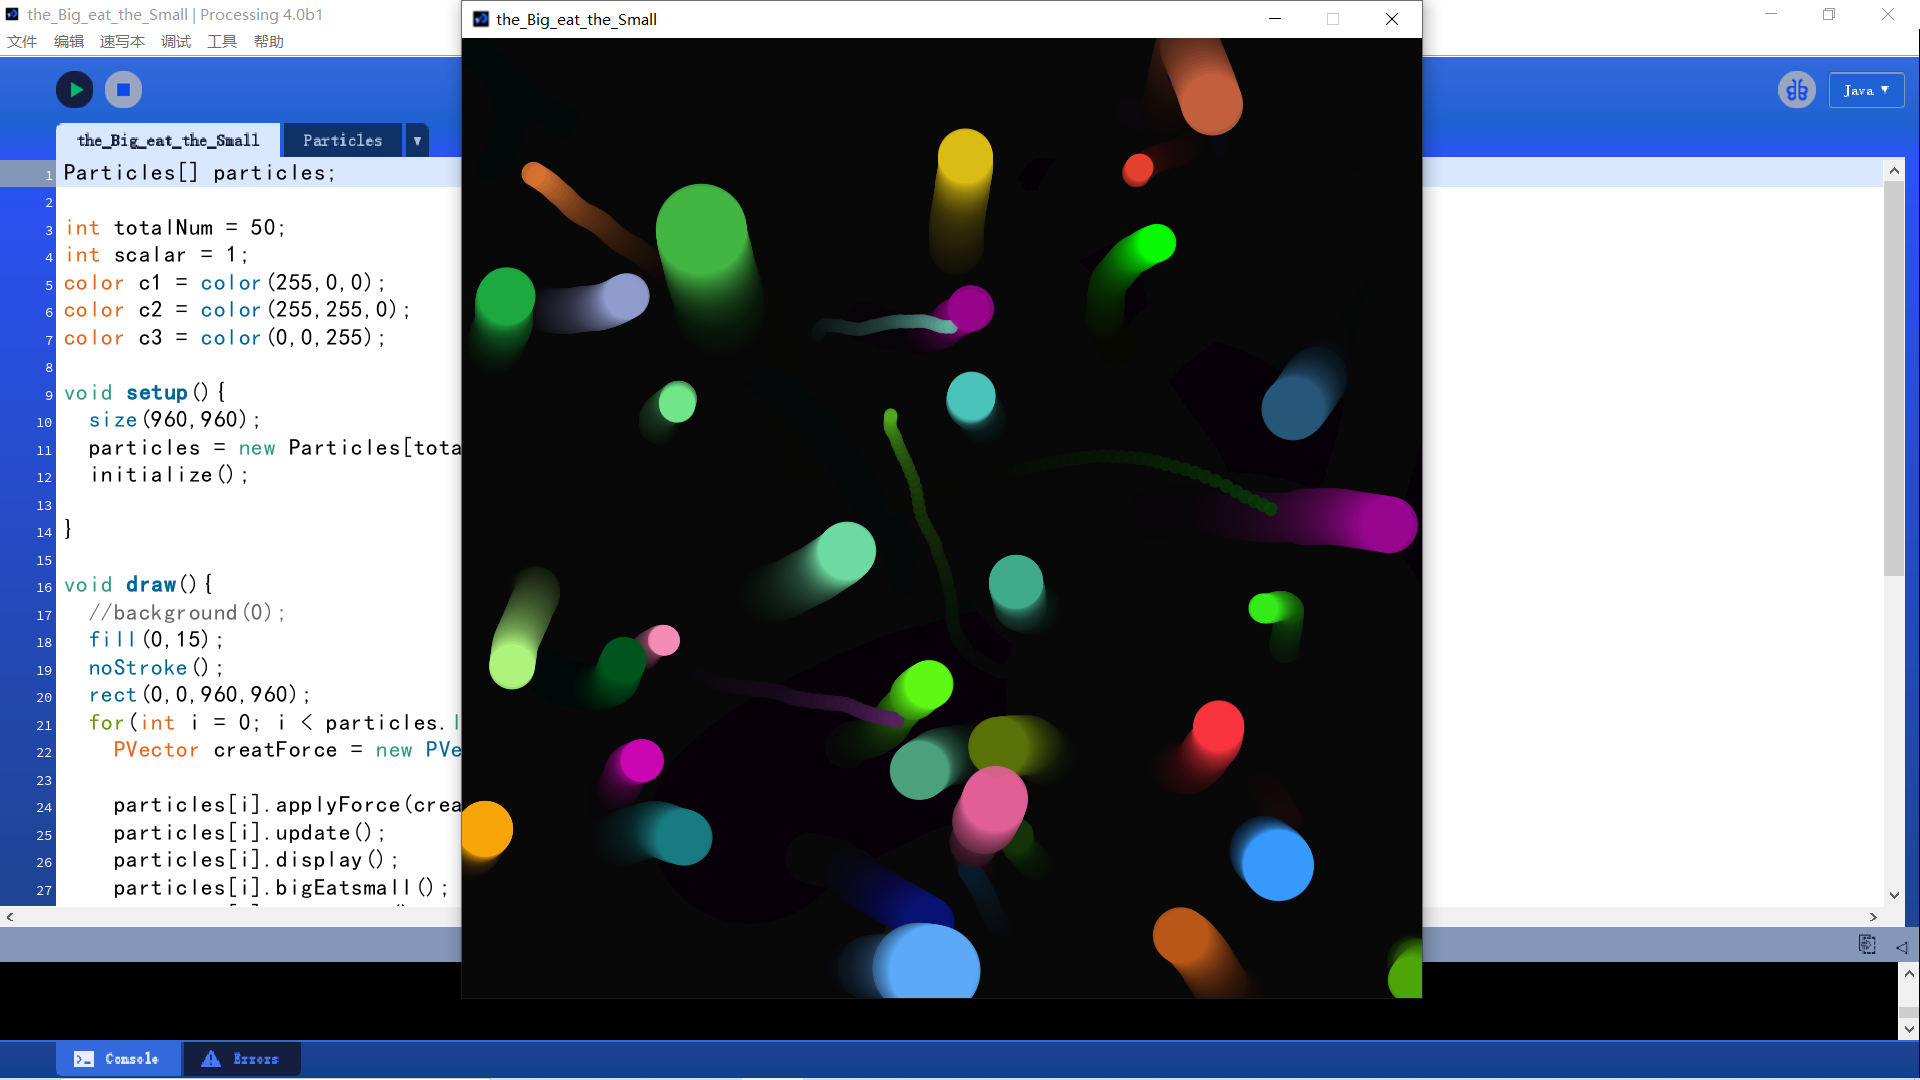 the_Big_eat_the_Small | Processing 4.0b1
文件 编辑 速写本 调试 工具 帮助
the_Big_eat_the_Small
Java ▼
the_Big_eat_the_Small Particles ▼
1 Particles[] particles;
2
3 int totalNum = 50;
4 int scalar = 1;
5 color c1 = color(255,0,0);
6 color c2 = color(255,255,0);
7 color c3 = color(0,0,255);
8
9 void setup(){
10 size(960,960);
11 particles = new Particles[tota
12 initialize();
13
14 }
15
16 void draw(){
17 //background(0);
18 fill(0,15);
19 noStroke();
20 rect(0,0,960,960);
21 for(int i = 0; i < particles.l
22 PVector creatForce = new PVe
23
24 particles[i].applyForce(crea
25 particles[i].update();
26 particles[i].display();
27 particles[i].bigEatsmall();
Console Errors